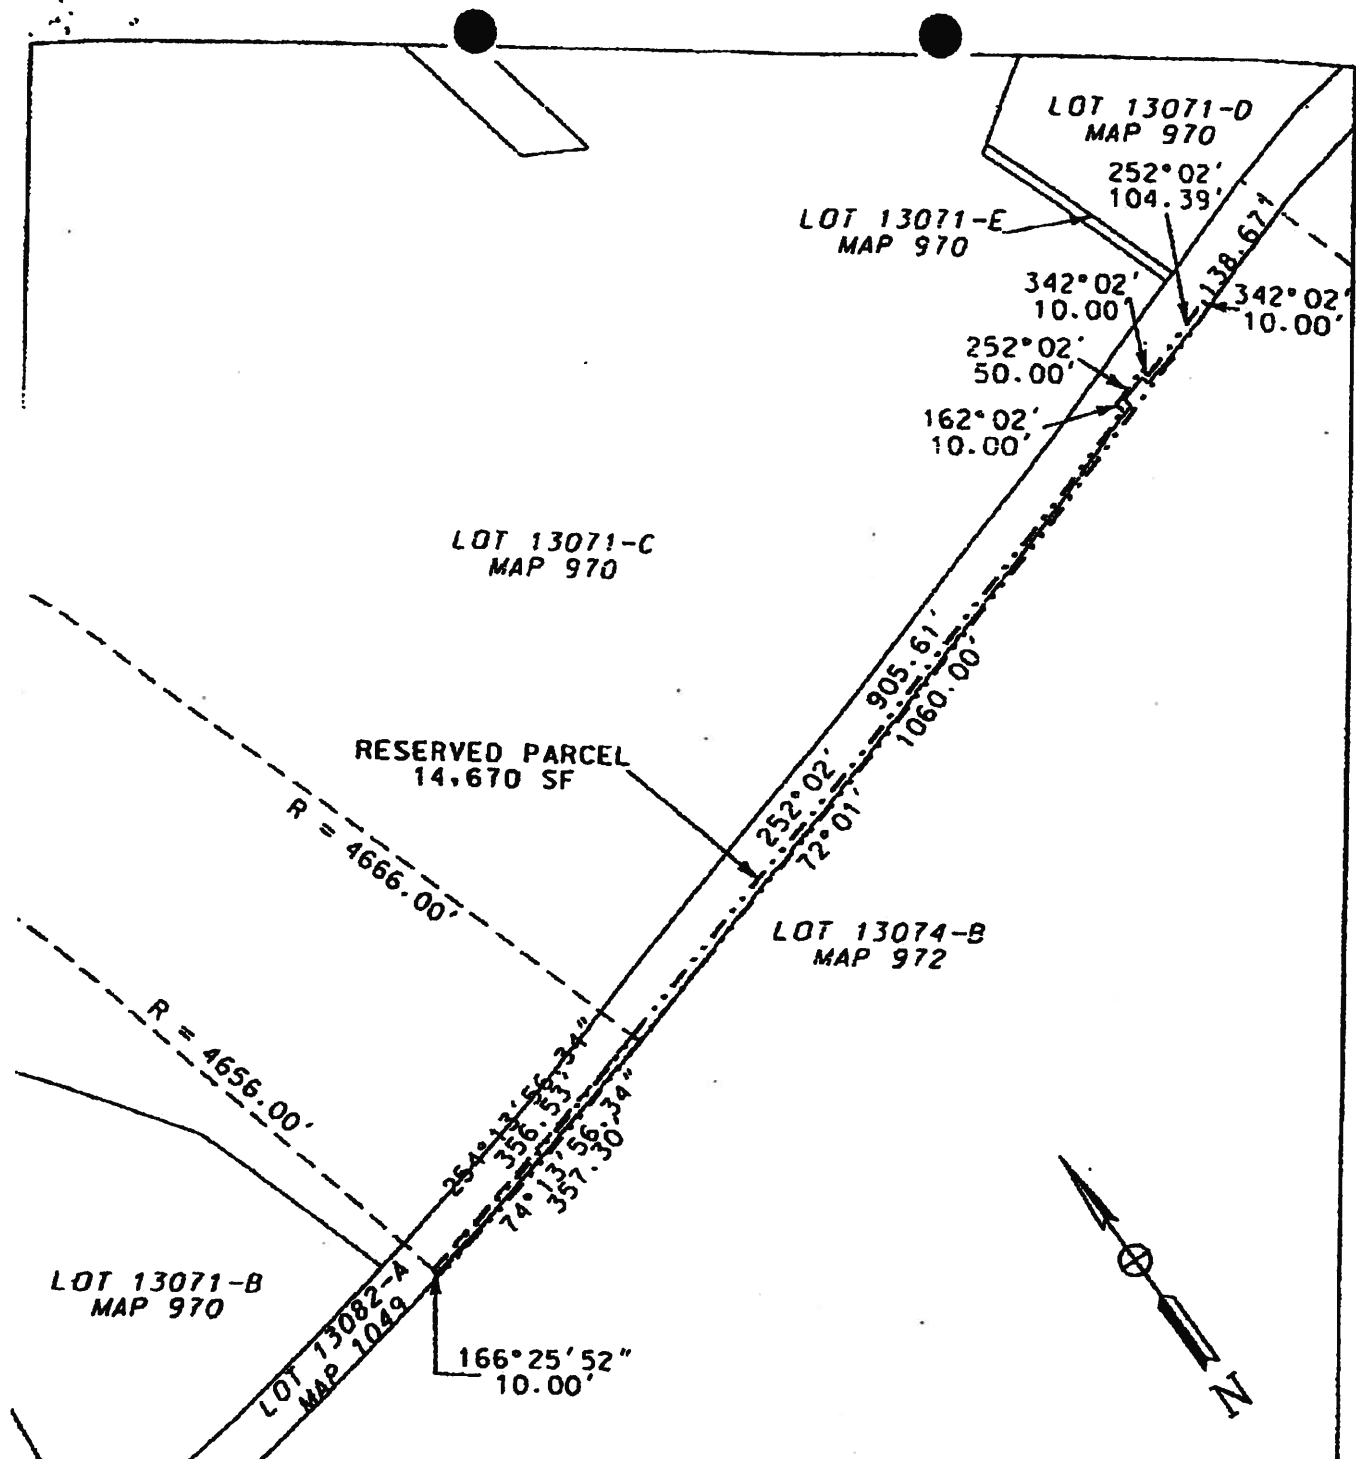 LOT 13071-D
MAP 970
252°02'
104.39'
LOT 13071-E
MAP 970
138.67'
342°02'
10.00'
342°02'
10.00'
252°02'
50.00'
162°02'
10.00'
LOT 13071-C
MAP 970
905.61'
1060.00'
RESERVED PARCEL
14,670 SF
252°02'
72°01'
R = 4666.00'
LOT 13074-B
MAP 972
R = 4656.00'
254°13'56.34"
356.53'
74°13'56.34"
357.30'
LOT 13071-B
MAP 970
LOT 13082-A
MAP 1049
166°25'52"
10.00'
N